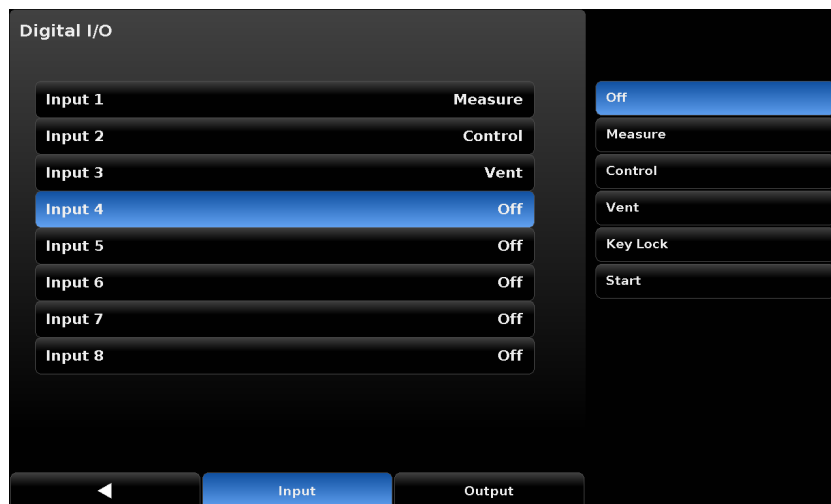 Digital I/O
Input 1 Measure
Input 2 Control
Input 3 Vent
Input 4 Off
Input 5 Off
Input 6 Off
Input 7 Off
Input 8 Off
Off
Measure
Control
Vent
Key Lock
Start
Input Output